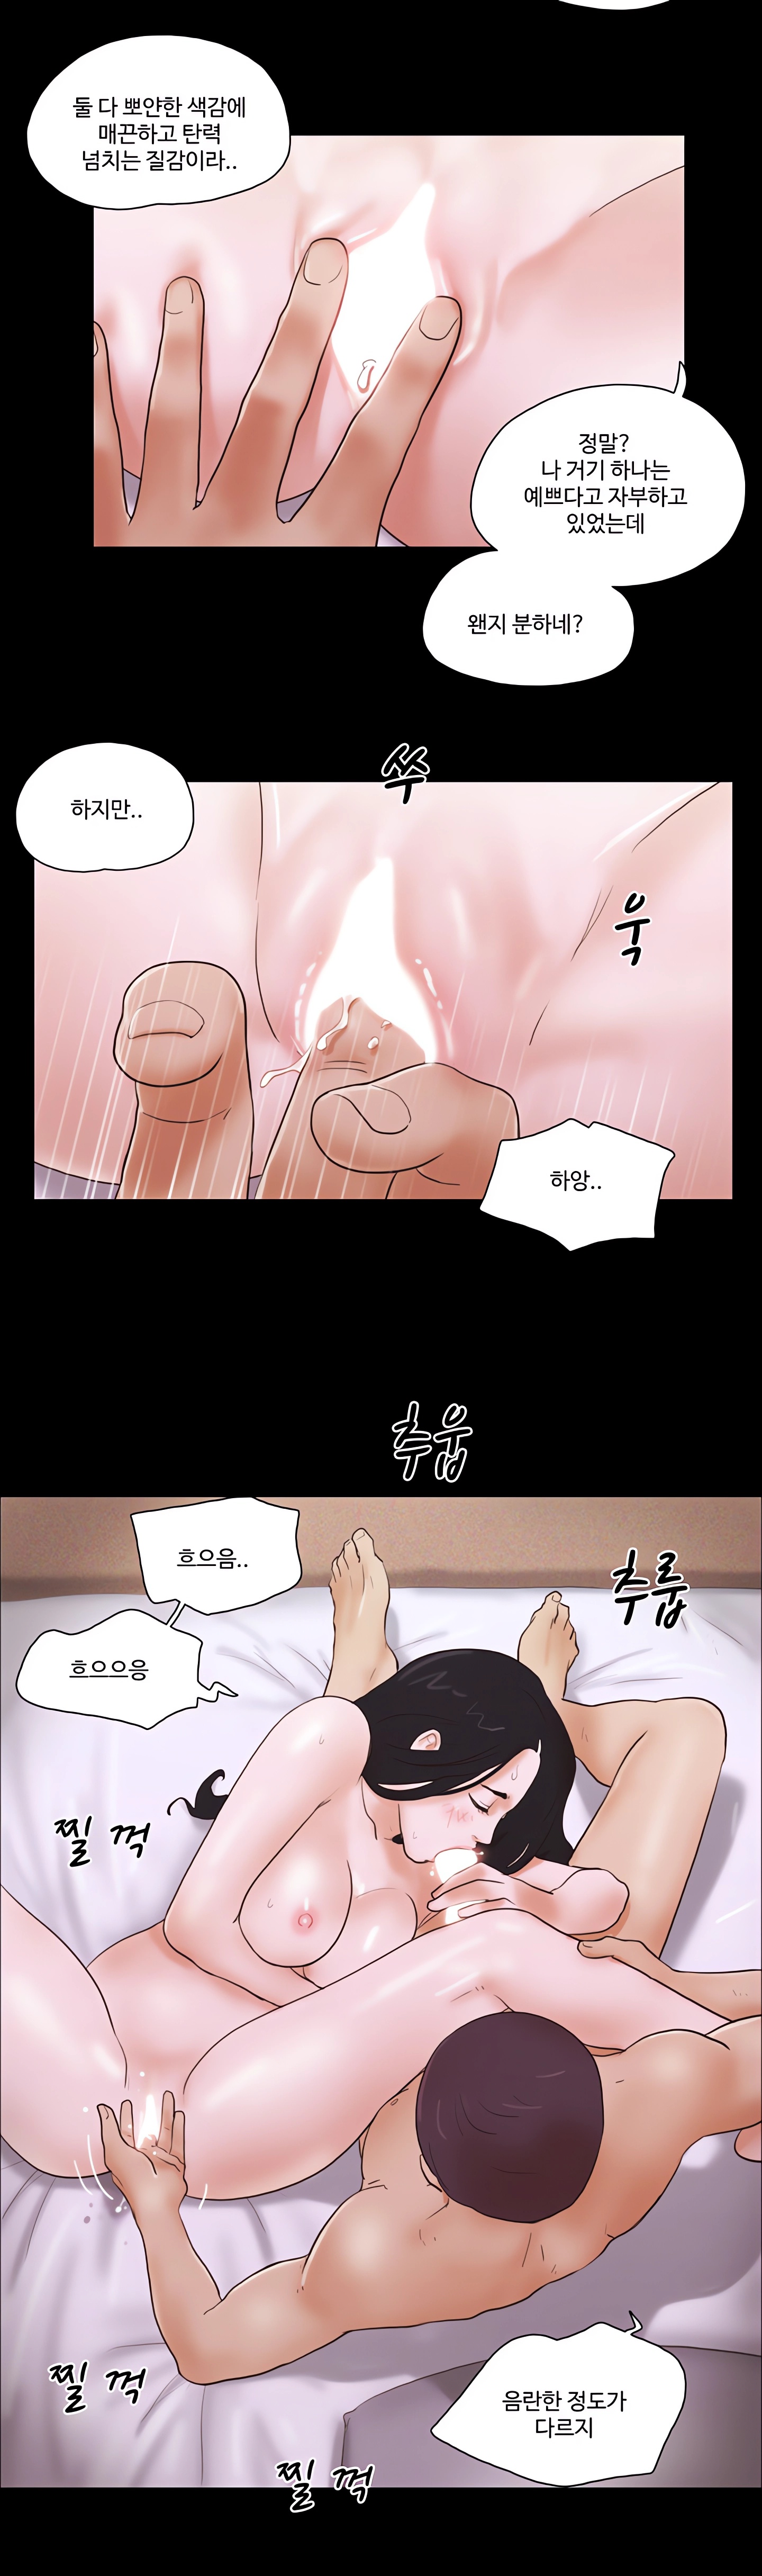 둘 다 뽀얀한 색감에
매끈하고 탄력
넘치는 질감이라..
정말?
나 거기 하나는
예쁘다고 자부하고
있었는데
왠지 분하네?
쑤
하지만..
욱
하앙..
추웁
흐으음..
추릅
흐으으응
찔 꺽
찔 꺽
음란한 정도가
다르지
찔 꺽